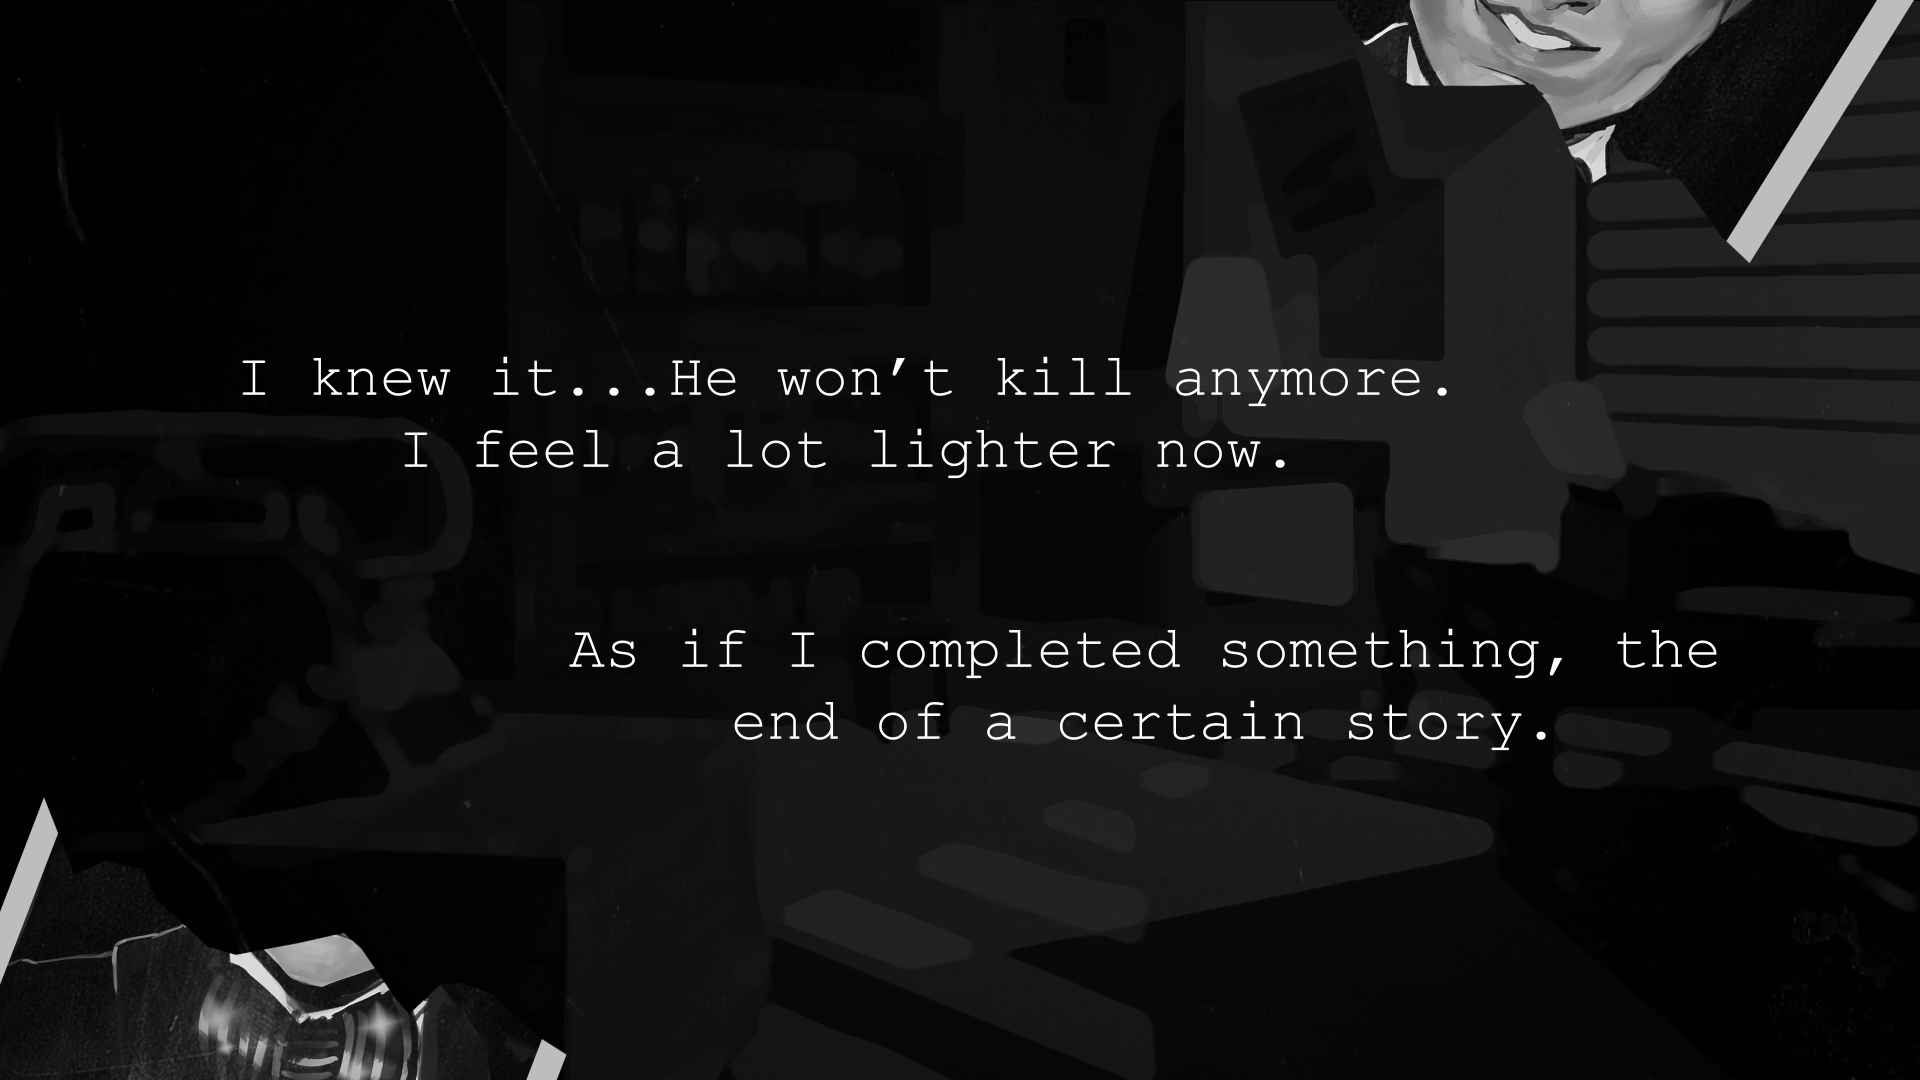 I knew it...He won’t kill anymore.
I feel a lot lighter now.
As if I completed something, the
end of a certain story.